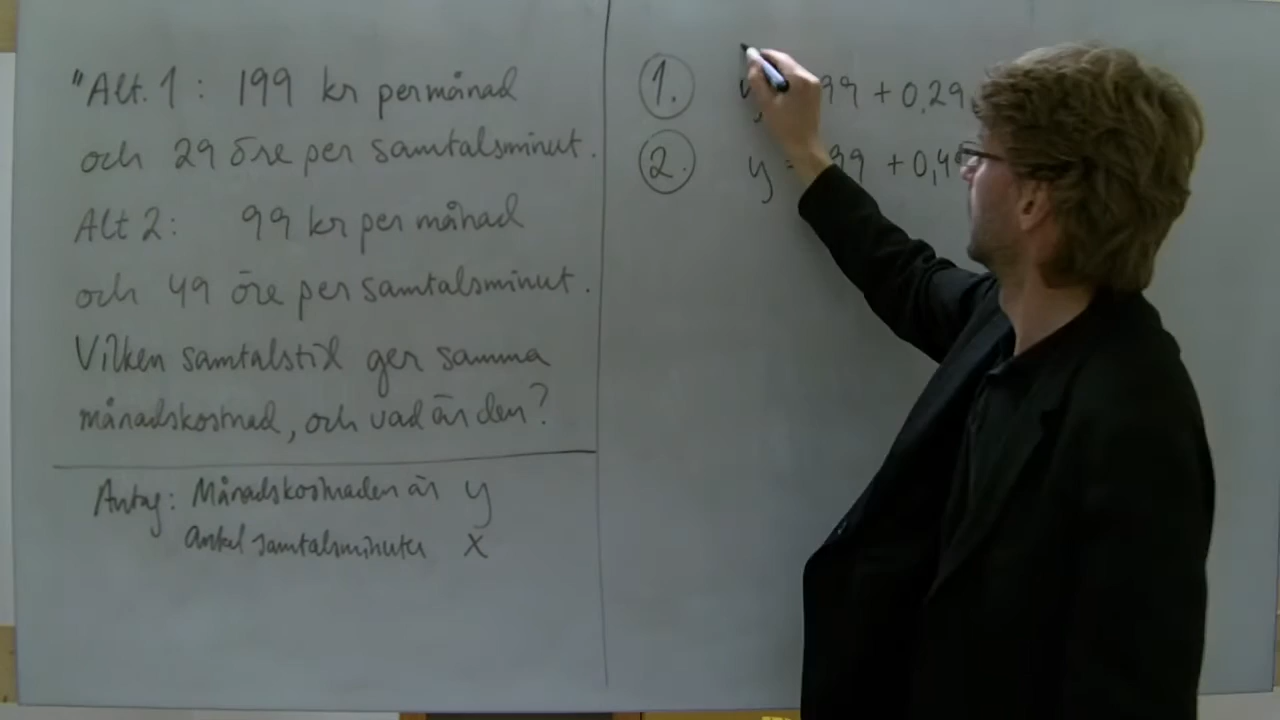 "Alt. 1 : 199 kr per månad
och 29 öre per samtalsminut.
Alt 2 : 99 kr per månad
och 49 öre per samtalsminut.
Vilken samtalstid ger samma
månadskostnad, och vad är den?
Antag: Månadskostnaden är y
Antal samtalsminuter x
1. 99 + 0,29
2. y = 99 + 0,4